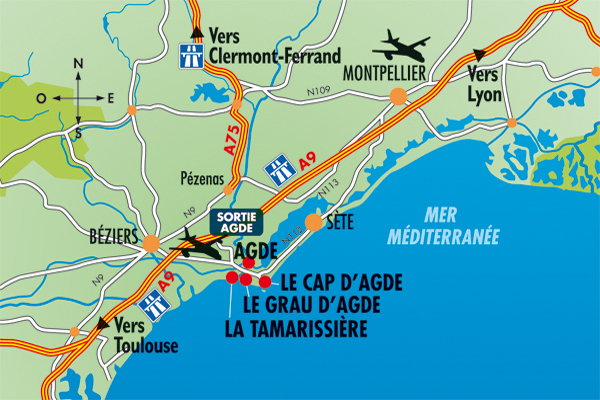 Vers
Clermont-Ferrand
N
O E
S
MONTPELLIER
Vers
Lyon
N109
A75
A9
Pézenas
N113
N9
SORTIE
AGDE
SÈTE
MER
MÉDITERRANÉE
BÉZIERS
N112
AGDE
A9
N9
LE CAP D'AGDE
LE GRAU D'AGDE
LA TAMARISSIÈRE
Vers
Toulouse